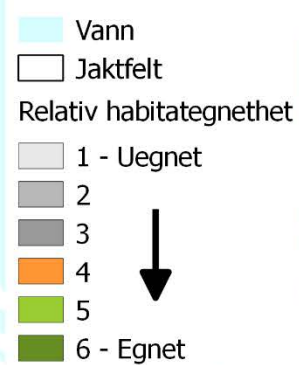 Vann
Jaktfelt
Relativ habitategnethet
1 - Uegnet
2
3
4
5
6 - Egnet